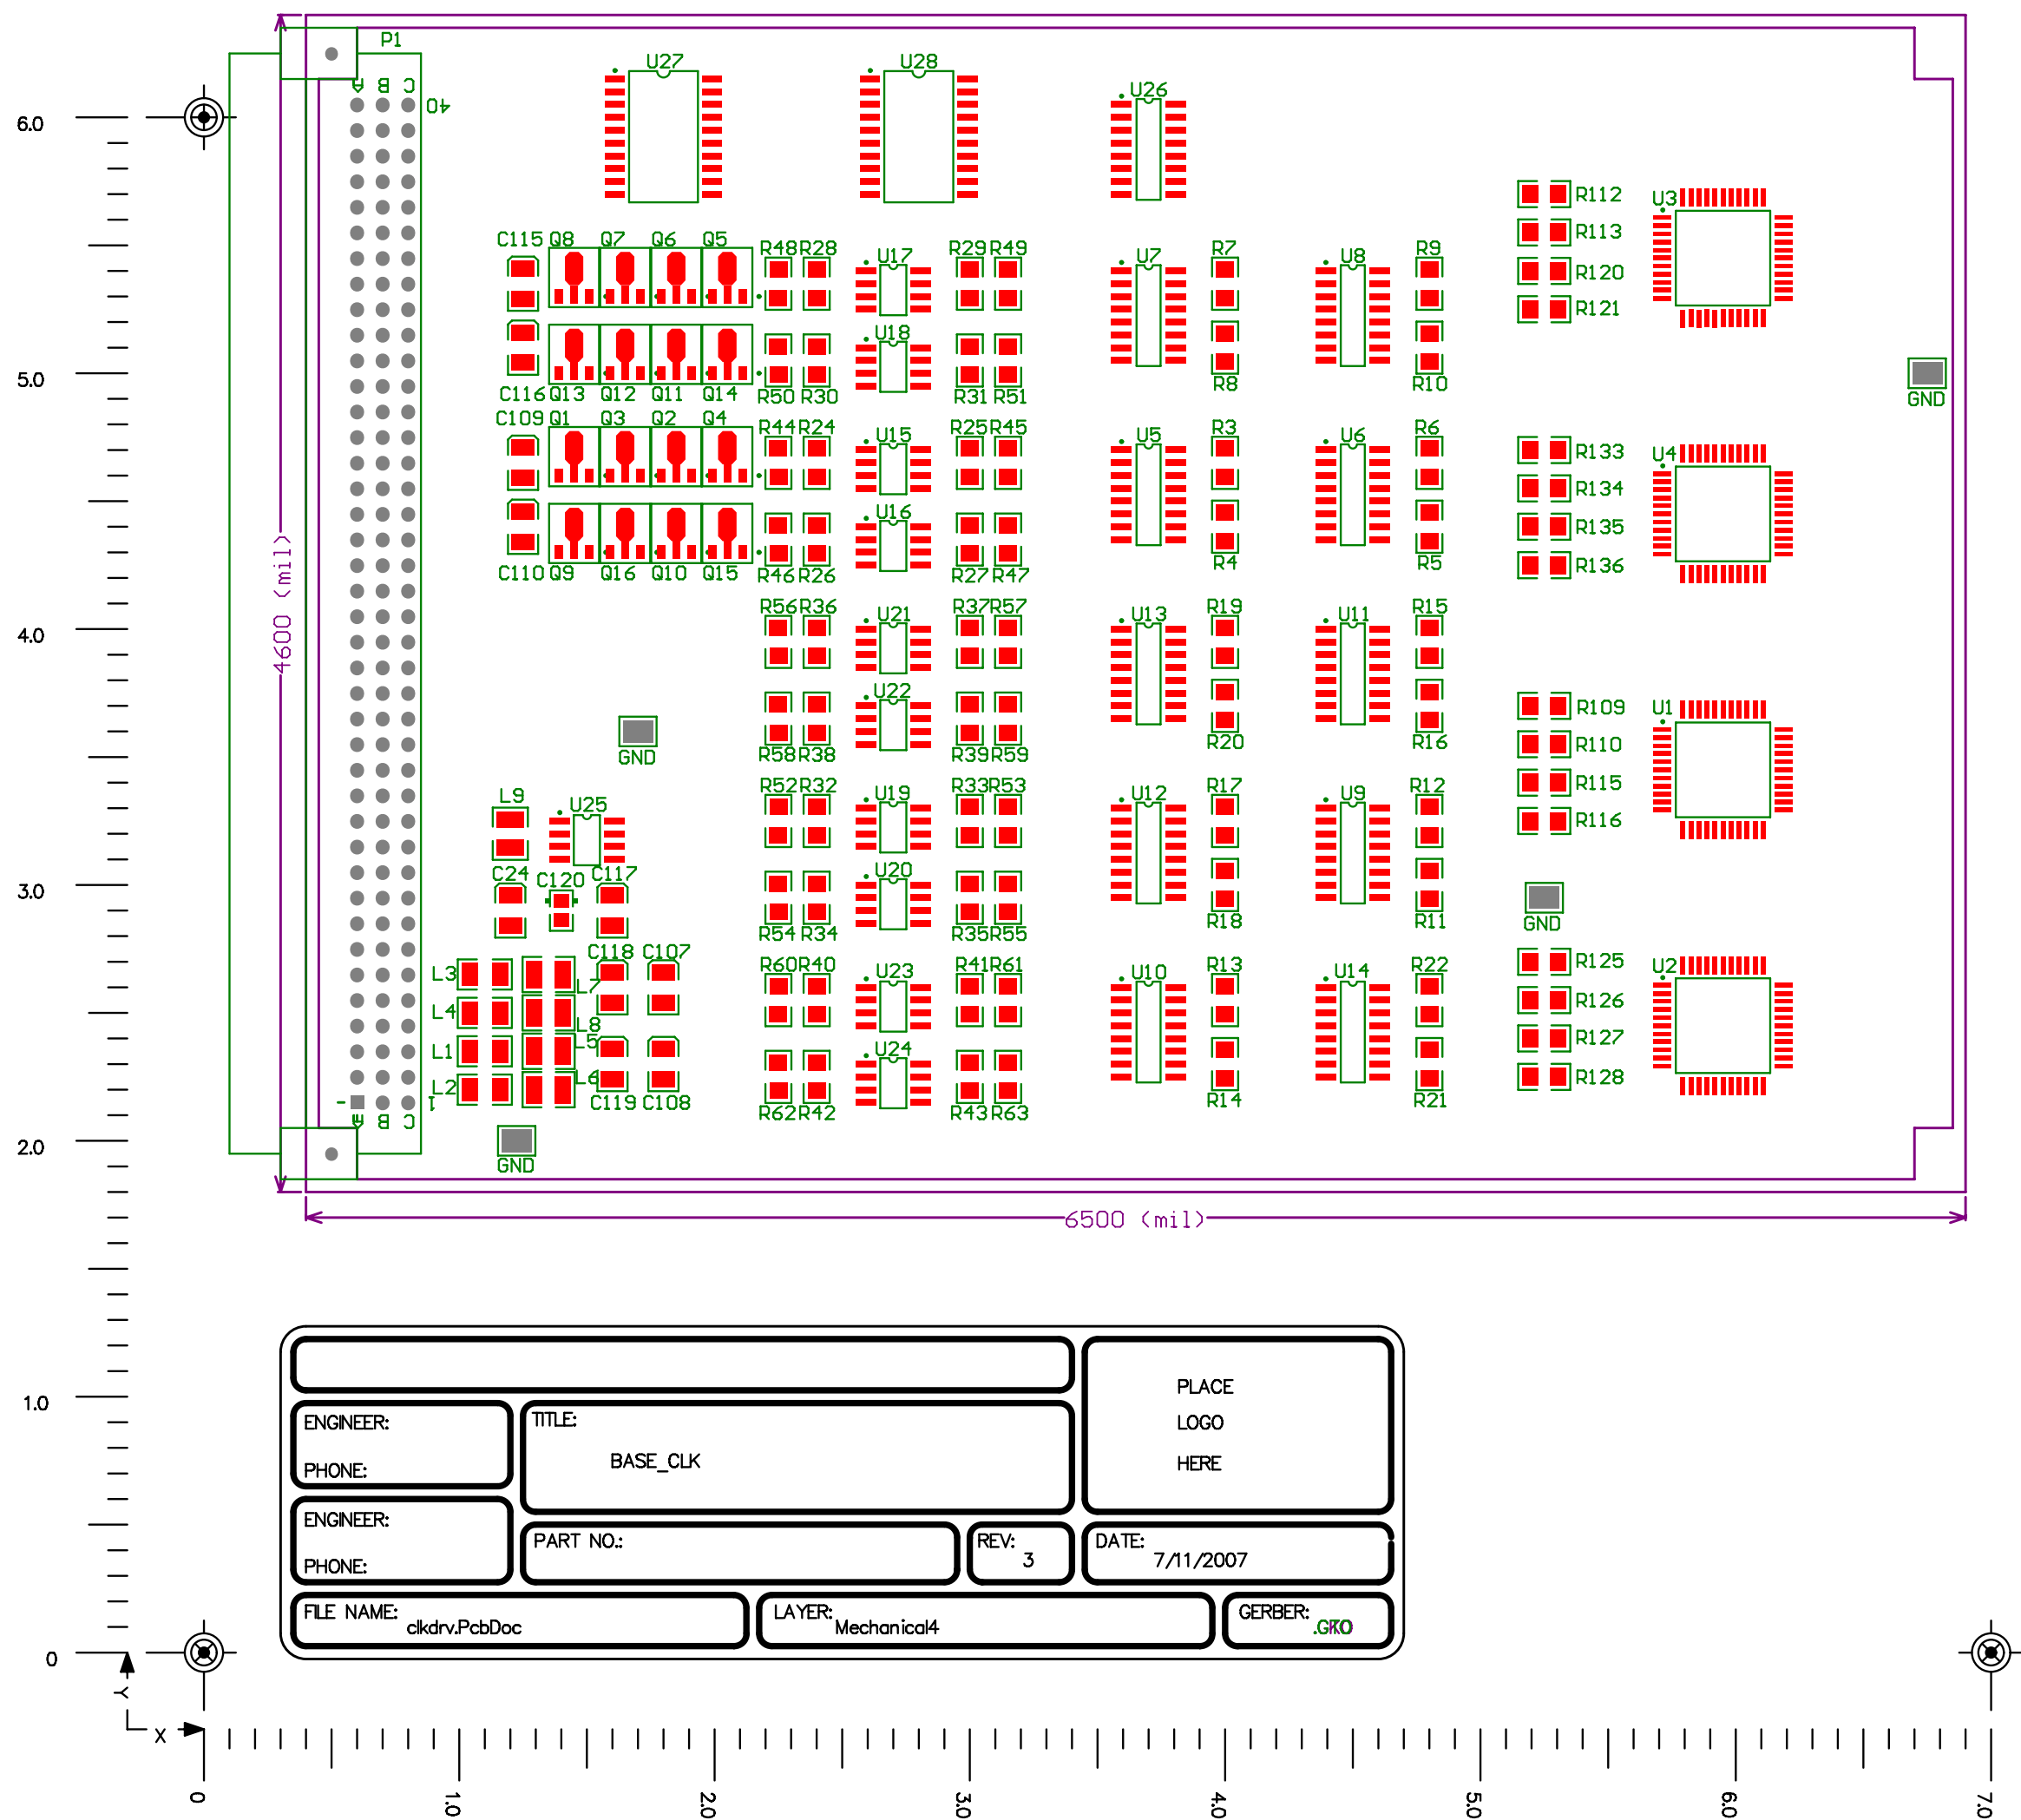 P1
A B C
40
6.0
U27 U28
U26
C115 Q8 Q7 Q6 Q5
R48 R28 U17 R29 R49
U7 R7 U8 R9
R112
R113
R120
R121
U3
U18
5.0
C116 Q13 Q12 Q11 Q14
R50 R30 R31 R51
R8 R10
GND
C109 Q1 Q3 Q2 Q4
R44 R24 U15 R25 R45
U5 R3 U6 R6
R133
R134
R135
R136
U4
U16
4600 (mil)
C110 Q9 Q16 Q10 Q15
R46 R26 R27 R47
R4 R5
4.0
R56 R36 U21 R37 R57
U13 R19 U11 R15
U22
R58 R38 R39 R59
R20 R16
GND
R109
R110
R115
R116
U1
L9
U25
R52 R32 U19 R33 R53
U12 R17 U9 R12
C24 C120 C117
U20
3.0
R54 R34 R35 R55
R18 R11
GND
C118 C107
R60 R40 U23 R41 R61
U10 R13 U14 R22
R125
R126
R127
R128
U2
L3 L7
L4 L8
L1 L5
L2 L6
U24
C119 C108
R62 R42 R43 R63
R14 R21
1
A B C
2.0
GND
6500 (mil)
1.0
PLACE
LOGO
HERE
ENGINEER:
PHONE:
TITLE:
BASE_CLK
ENGINEER:
PHONE:
PART NO.:
REV:
3
DATE:
7/11/2007
FILE NAME:
clkdrv.PcbDoc
LAYER:
Mechanical4
GERBER:
0
Y
X
0 1.0 2.0 3.0 4.0 5.0 6.0 7.0